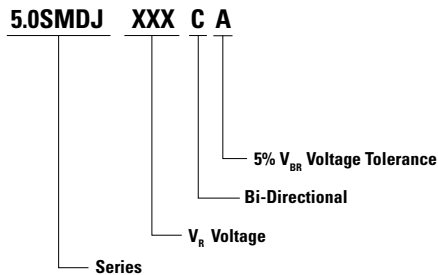 5.0SMDJ XXX C A
5% VBR Voltage Tolerance
Bi-Directional
VR Voltage
Series